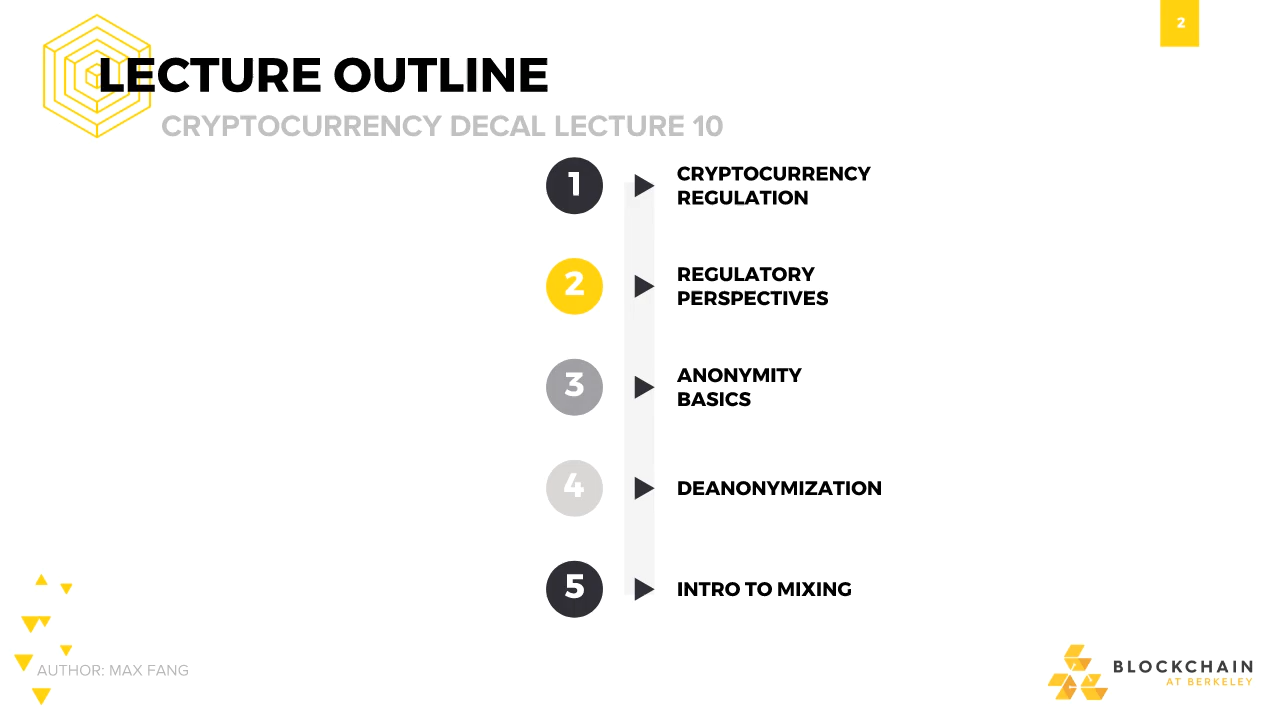 2
LECTURE OUTLINE
CRYPTOCURRENCY DECAL LECTURE 10
1
CRYPTOCURRENCY
REGULATION
2
REGULATORY
PERSPECTIVES
3
ANONYMITY
BASICS
4
DEANONYMIZATION
5
INTRO TO MIXING
AUTHOR: MAX FANG
BLOCKCHAIN
AT BERKELEY